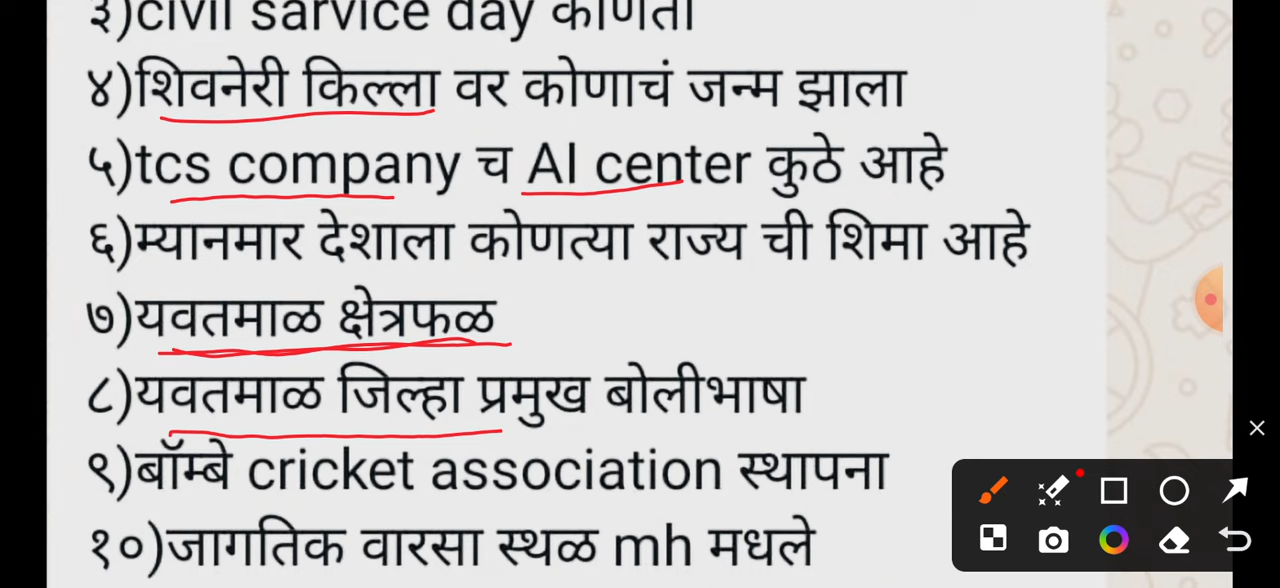 ३)civil sarvice day कोणता
४)शिवनेरी किल्ला वर कोणाचं जन्म झाला
५)tcs company च AI center कुठे आहे
६)म्यानमार देशाला कोणत्या राज्य ची शिमा आहे
७)यवतमाळ क्षेत्रफळ
८)यवतमाळ जिल्हा प्रमुख बोलीभाषा
९)बॉम्बे cricket association स्थापना
१०)जागतिक वारसा स्थळ mh मधले